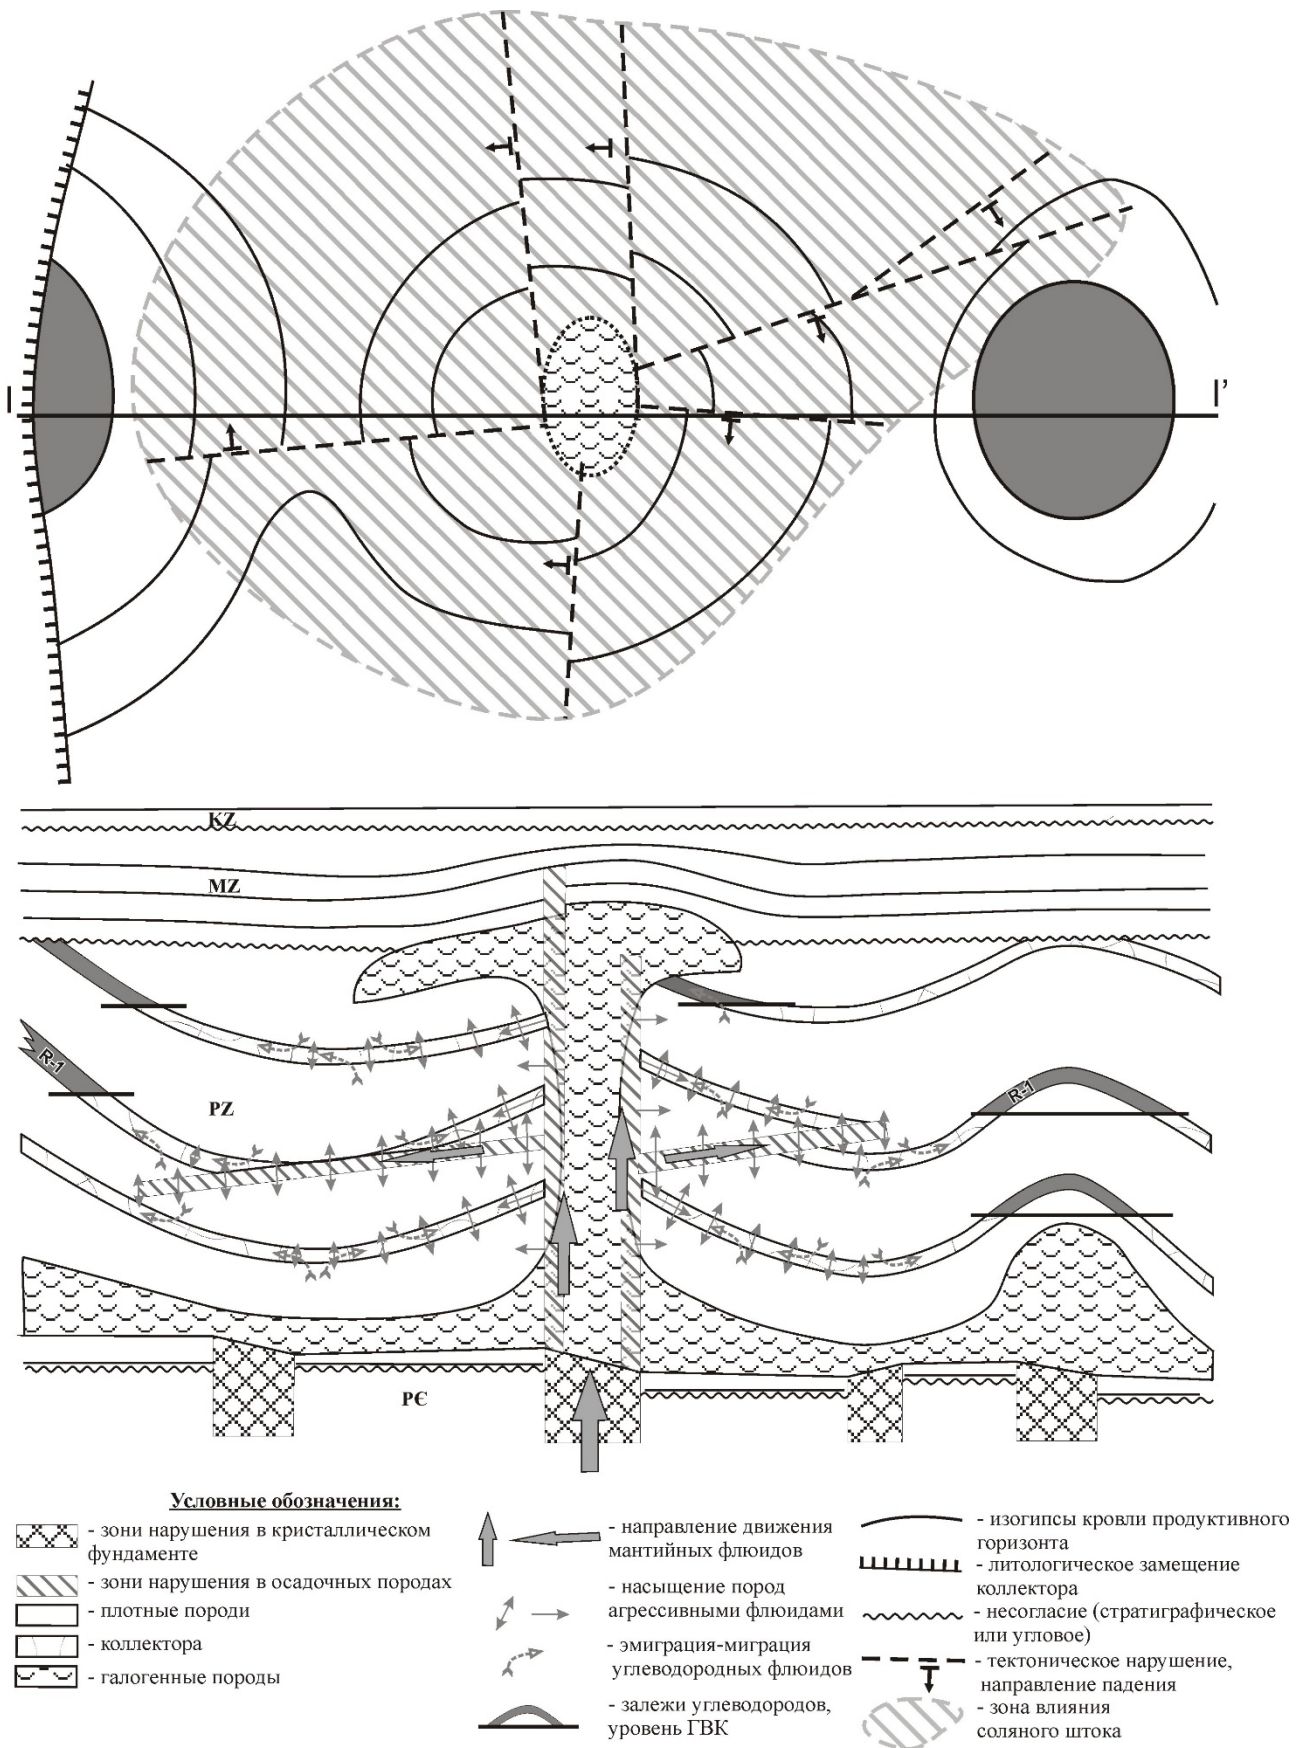 I
I’
KZ
MZ
R-1
R-1
PZ
РЄ
Условные обозначения:
- зони нарушения в кристаллическом
фундаменте
- зони нарушения в осадочных породах
- плотные породи
- коллектора
- галогенные породы
- направление движения
мантийных флюидов
- насыщение пород
агрессивными флюидами
- эмиграция-миграция
углеводородных флюидов
- залежи углеводородов,
уровень ГВК
- изогипсы кровли продуктивного
горизонта
- литологическое замещение
коллектора
- несогласие (стратиграфическое
или угловое)
- тектоническое нарушение,
направление падения
- зона влияния
соляного штока